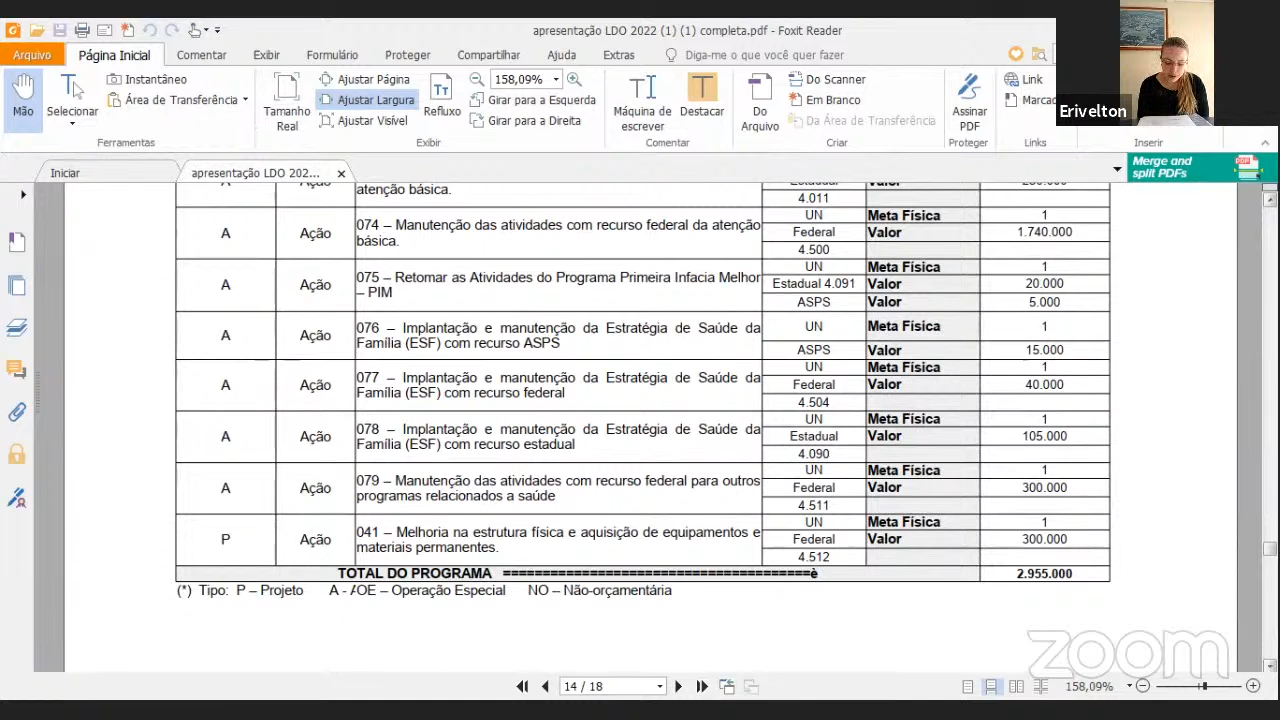 apresentação LDO 2022 (1) (1) completa.pdf - Foxit Reader
Arquivo Página Inicial Comentar Exibir Formulário Proteger Compartilhar Ajuda Extras Diga-me o que você quer fazer
Mão
Selecionar
Instantâneo
Área de Transferência
Ferramentas
Tamanho Real
Ajustar Página
Ajustar Largura
Ajustar Visível
Refluxo
158,09%
Girar para a Esquerda
Girar para a Direita
Exibir
Máquina de escrever
Destacar
Comentar
Do Arquivo
Do Scanner
Em Branco
Da Área de Transferência
Criar
Assinar PDF
Proteger
Link
Marcad
Links
Inserir
Erivelton
Iniciar
apresentação LDO 202...
Merge and
split PDFs
A Ação atenção básica. Estadual Valor
4.011
UN Meta Física 1
A Ação 074 – Manutenção das atividades com recurso federal da atenção
básica. Federal Valor 1.740.000
4.500
UN Meta Física 1
A Ação 075 – Retomar as Atividades do Programa Primeira Infacia Melhor
– PIM Estadual 4.091 Valor 20.000
ASPS Valor 5.000
A Ação 076 – Implantação e manutenção da Estratégia de Saúde da UN Meta Física 1
Família (ESF) com recurso ASPS ASPS Valor 15.000
UN Meta Física 1
A Ação 077 – Implantação e manutenção da Estratégia de Saúde da
Família (ESF) com recurso federal Federal Valor 40.000
4.504
UN Meta Física 1
A Ação 078 – Implantação e manutenção da Estratégia de Saúde da
Família (ESF) com recurso estadual Estadual Valor 105.000
4.090
UN Meta Física 1
A Ação 079 – Manutenção das atividades com recurso federal para outros
programas relacionados a saúde Federal Valor 300.000
4.511
UN Meta Física 1
P Ação 041 – Melhoria na estrutura física e aquisição de equipamentos e
materiais permanentes. Federal Valor 300.000
4.512
TOTAL DO PROGRAMA =======================================è 2.955.000
(*) Tipo: P – Projeto A - AOE – Operação Especial NO – Não-orçamentária
zoom
14 / 18
158,09%